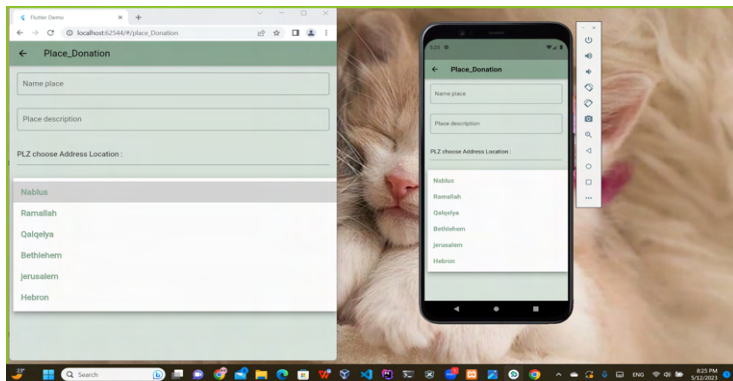 Flutter Demo
localhost:62544/#/place_Donation
Place_Donation
Name place
Place description
PLZ choose Address Location :
Nablus
Ramallah
Qalqelya
Bethlehem
jerusalem
Hebron
Place_Donation
Name place
Place description
PLZ choose Address Location :
Nablus
Ramallah
Qalqelya
Bethlehem
jerusalem
Hebron
Search
ENG
8:25 PM
5/12/2023